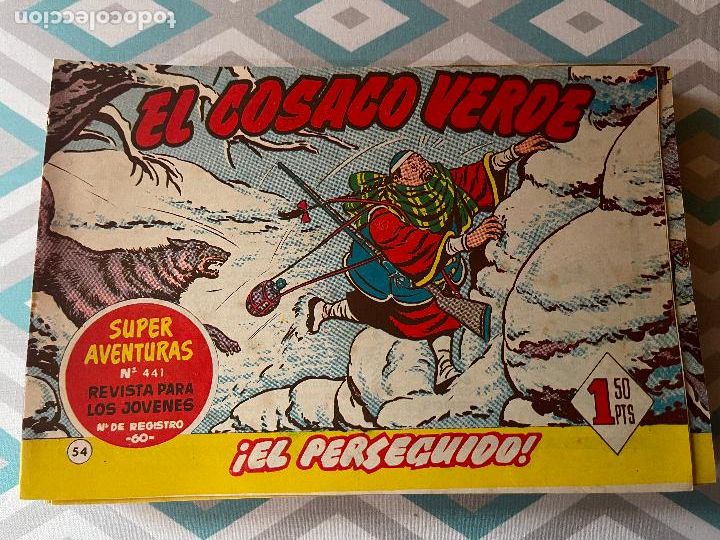 todocoleccion
todocoleccion
EL COSACO VERDE
SUPER
AVENTURAS
Nº 441
REVISTA PARA
LOS JOVENES
Nº DE REGISTRO
-60-
1 50
PTS
54
¡EL PERSEGUIDO!